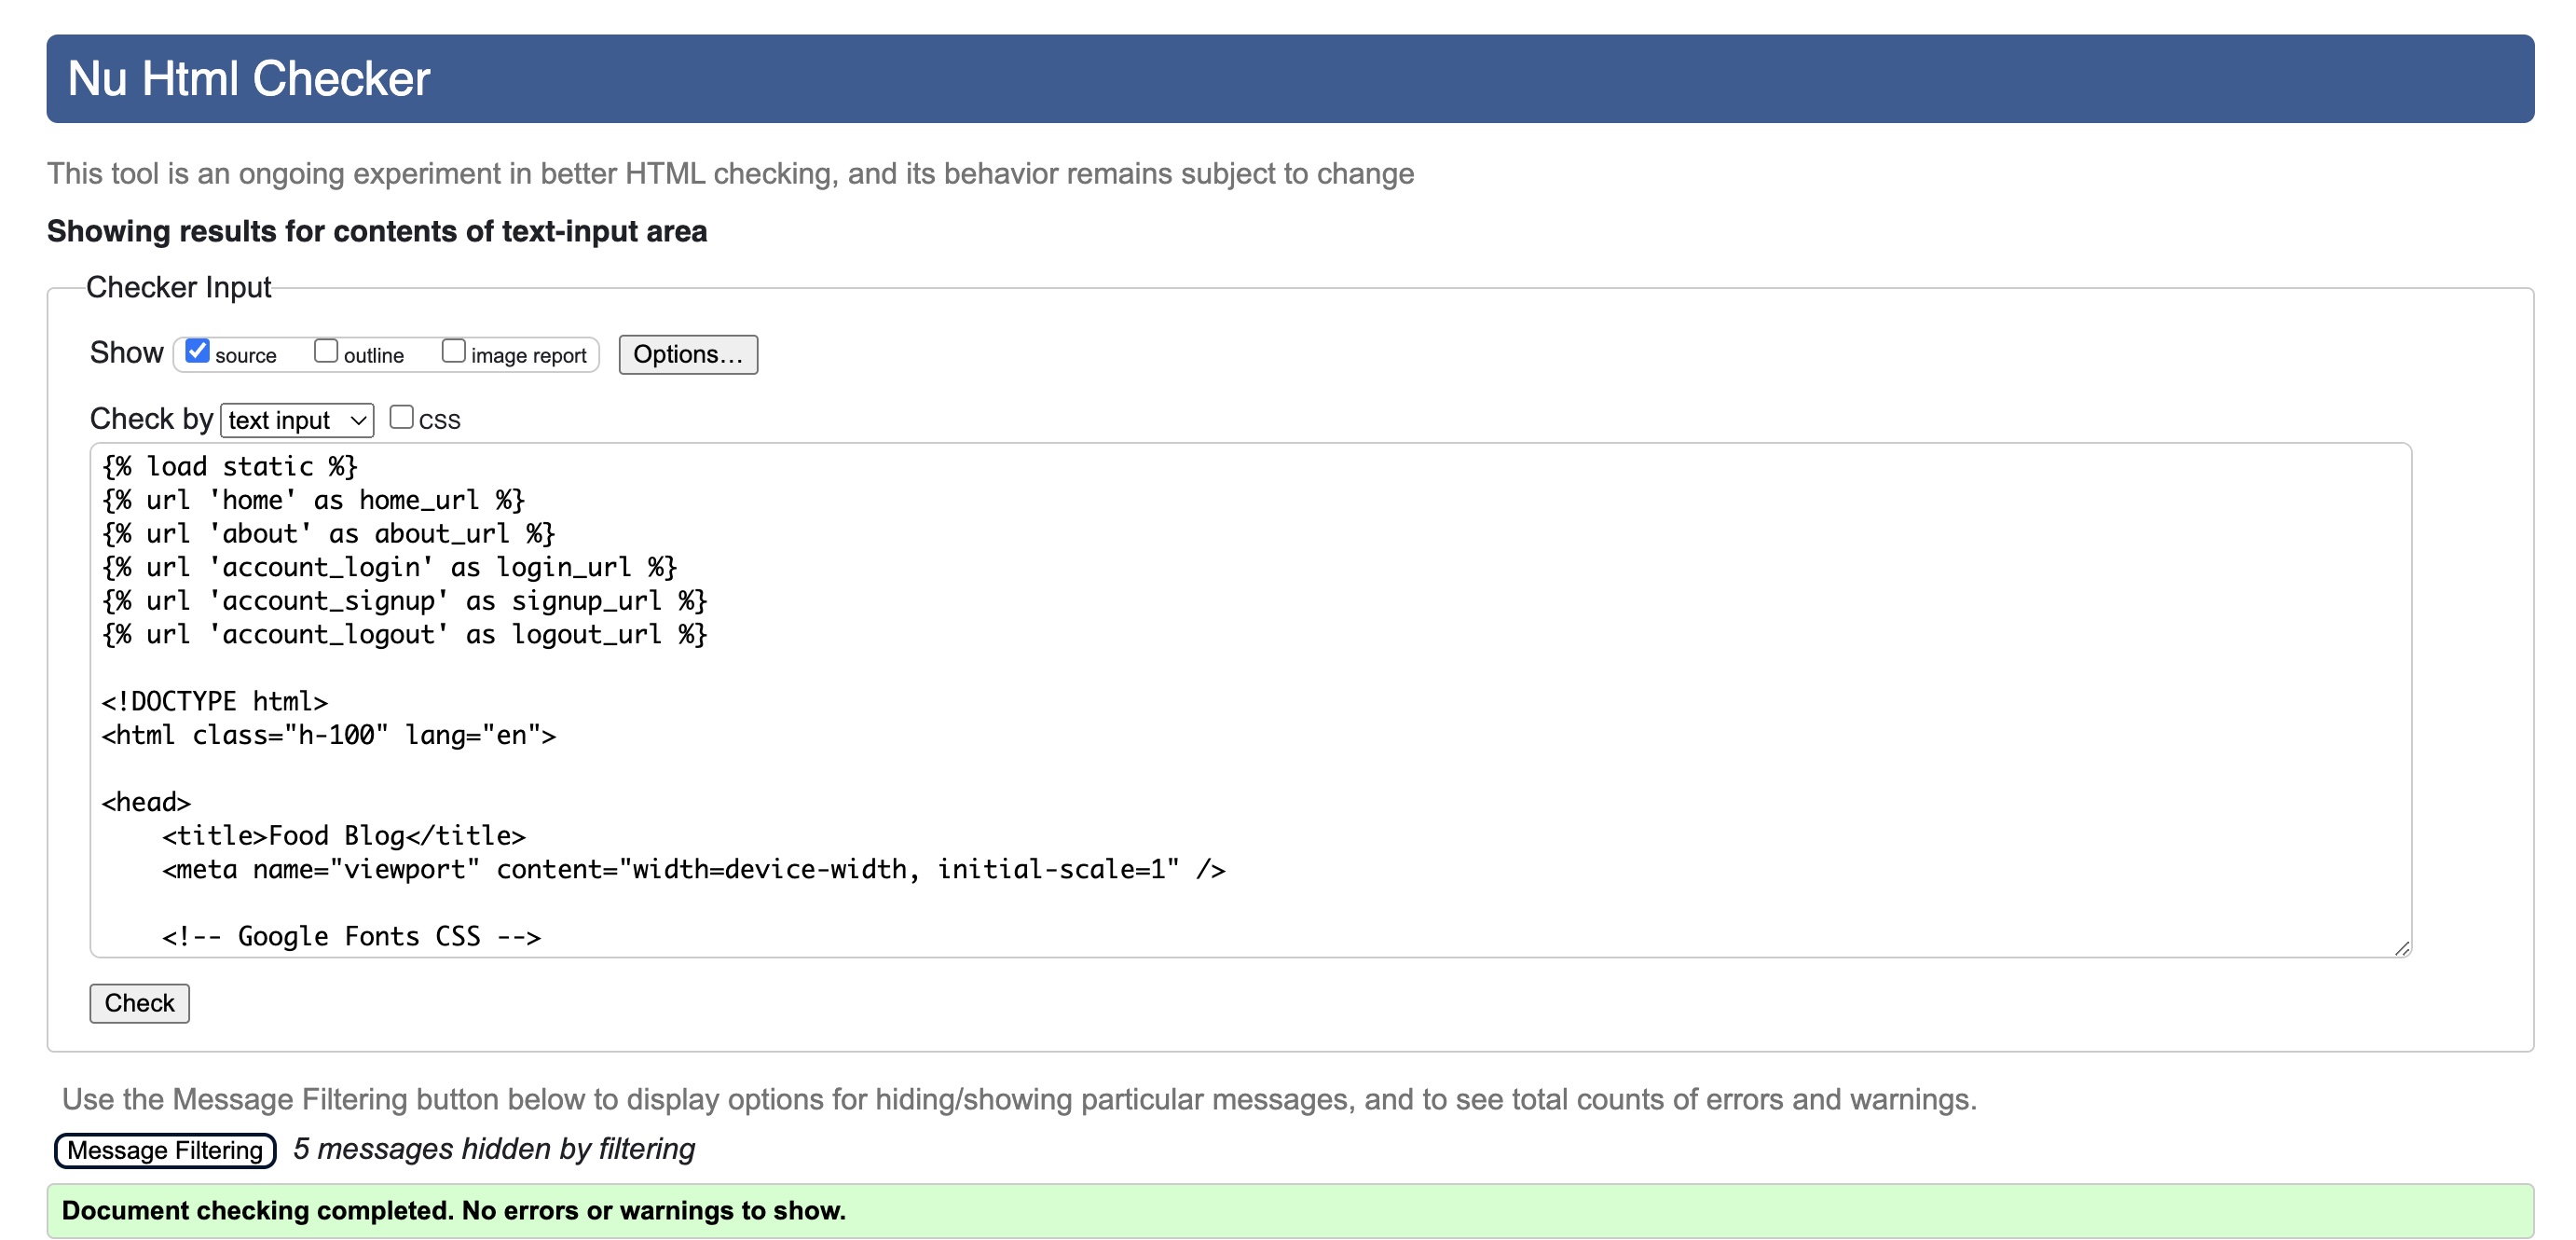 Nu Html Checker
This tool is an ongoing experiment in better HTML checking, and its behavior remains subject to change
Showing results for contents of text-input area
Checker Input
Show source outline image report Options...
Check by text input css
{% load static %}
{% url 'home' as home_url %}
{% url 'about' as about_url %}
{% url 'account_login' as login_url %}
{% url 'account_signup' as signup_url %}
{% url 'account_logout' as logout_url %}
<!DOCTYPE html>
<html class="h-100" lang="en">
<head>
    <title>Food Blog</title>
    <meta name="viewport" content="width=device-width, initial-scale=1" />
    <!-- Google Fonts CSS -->
Check
Use the Message Filtering button below to display options for hiding/showing particular messages, and to see total counts of errors and warnings.
Message Filtering 5 messages hidden by filtering
Document checking completed. No errors or warnings to show.